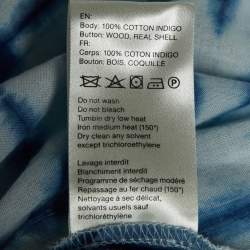 EN:
Body: 100% COTTON INDIGO
Button: WOOD, REAL SHELL
FR:
Corps: 100% COTTON INDIGO
Bouton: BOIS, COQUILLE
Do not wash
Do not bleach
Tumble dry low heat
Iron medium heat [150°]
Dry clean any solvent
except trichloroethylene
Lavage interdit
Blanchiment interdit
Programme de séchage modéré
Repassage au fer chaud [150°]
Nettoyage à sec délicat,
solvants usuels sauf
trichloréthylène